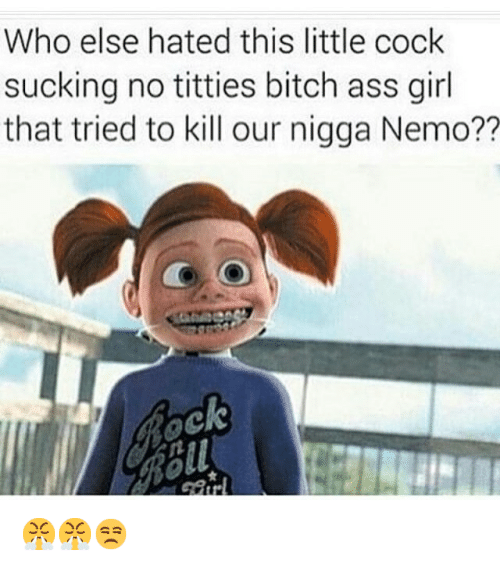 Who else hated this little cock
sucking no titties bitch ass girl
that tried to kill our nigga Nemo??
Rock
n
Roll
Girl